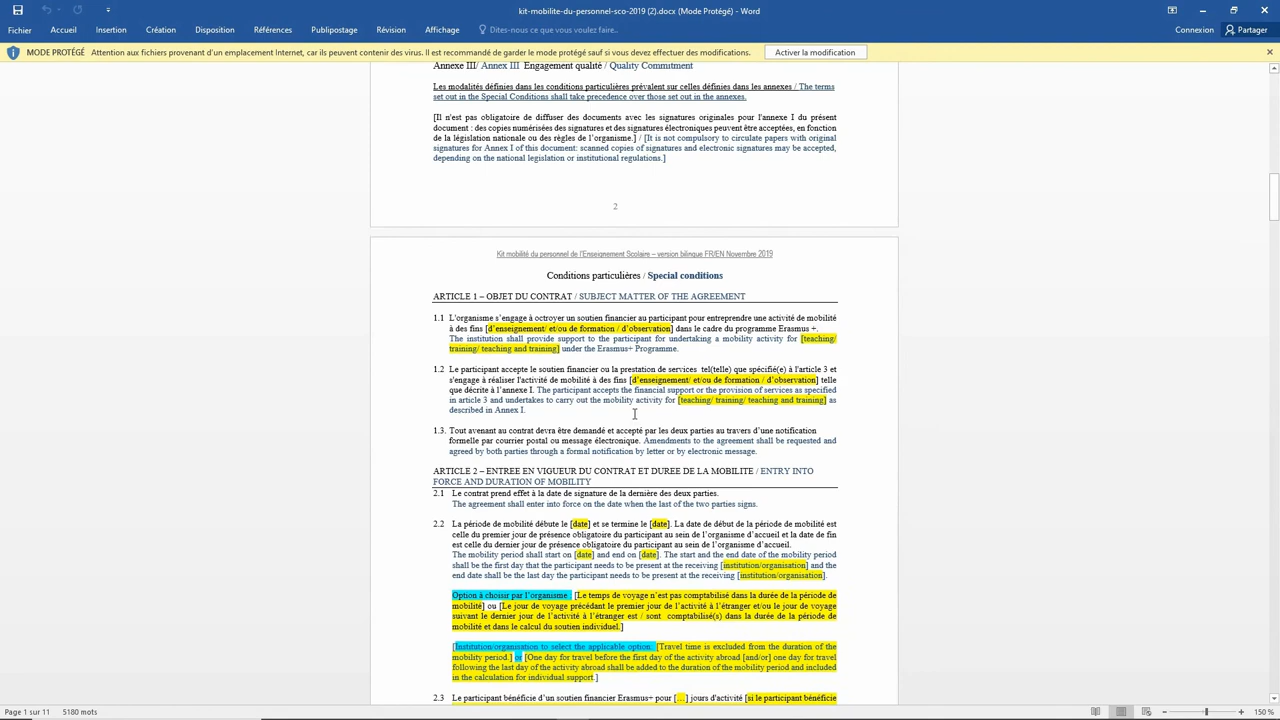 kit-mobilite-du-personnel-sco-2019 (2).docx (Mode Protégé) - Word
Fichier Accueil Insertion Création Disposition Références Publipostage Révision Affichage Dites-nous ce que vous voulez faire.. Connexion Partager
MODE PROTÉGÉ Attention aux fichiers provenant d'un emplacement Internet, car ils peuvent contenir des virus. Il est recommandé de garder le mode protégé sauf si vous devez effectuer des modifications. Activer la modification
Annexe III/ Annex III Engagement qualité / Quality Commitment
Les modalités définies dans les conditions particulières prévalent sur celles définies dans les annexes / The terms
set out in the Special Conditions shall take precedence over those set out in the annexes.
[Il n'est pas obligatoire de diffuser des documents avec les signatures originales pour l'annexe I du présent
document : des copies numérisées des signatures et des signatures électroniques peuvent être acceptées, en fonction
de la législation nationale ou des règles de l'organisme.] / [It is not compulsory to circulate papers with original
signatures for Annex I of this document: scanned copies of signatures and electronic signatures may be accepted,
depending on the national legislation or institutional regulations.]
2
Kit mobilité du personnel de l'Enseignement Scolaire – version bilingue FR/EN Novembre 2019
Conditions particulières / Special conditions
ARTICLE 1 – OBJET DU CONTRAT / SUBJECT MATTER OF THE AGREEMENT
1.1 L'organisme s'engage à octroyer un soutien financier au participant pour entreprendre une activité de mobilité
à des fins [d'enseignement/ et/ou de formation / d'observation] dans le cadre du programme Erasmus +.
The institution shall provide support to the participant for undertaking a mobility activity for [teaching/
training/ teaching and training] under the Erasmus+ Programme.
1.2 Le participant accepte le soutien financier ou la prestation de services tel(telle) que spécifié(e) à l'article 3 et
s'engage à réaliser l'activité de mobilité à des fins [d'enseignement/ et/ou de formation / d'observation] telle
que décrite à l'annexe I. The participant accepts the financial support or the provision of services as specified
in article 3 and undertakes to carry out the mobility activity for [teaching/ training/ teaching and training] as
described in Annex I.
1.3. Tout avenant au contrat devra être demandé et accepté par les deux parties au travers d'une notification
formelle par courrier postal ou message électronique. Amendments to the agreement shall be requested and
agreed by both parties through a formal notification by letter or by electronic message.
ARTICLE 2 – ENTREE EN VIGUEUR DU CONTRAT ET DUREE DE LA MOBILITE / ENTRY INTO
FORCE AND DURATION OF MOBILITY
2.1 Le contrat prend effet à la date de signature de la dernière des deux parties.
The agreement shall enter into force on the date when the last of the two parties signs.
2.2 La période de mobilité débute le [date] et se termine le [date]. La date de début de la période de mobilité est
celle du premier jour de présence obligatoire du participant au sein de l'organisme d'accueil et la date de fin
est celle du dernier jour de présence obligatoire du participant au sein de l'organisme d'accueil.
The mobility period shall start on [date] and end on [date]. The start and the end date of the mobility period
shall be the first day that the participant needs to be present at the receiving [institution/organisation] and the
end date shall be the last day the participant needs to be present at the receiving [institution/organisation].
Option à choisir par l'organisme : [Le temps de voyage n'est pas comptabilisé dans la durée de la période de
mobilité] ou [Le jour de voyage précédant le premier jour de l'activité à l'étranger et/ou le jour de voyage
suivant le dernier jour de l'activité à l'étranger est / sont comptabilisé(s) dans la durée de la période de
mobilité et dans le calcul du soutien individuel.]
[Institution/organisation to select the applicable option: [Travel time is excluded from the duration of the
mobility period.] or [One day for travel before the first day of the activity abroad [and/or] one day for travel
following the last day of the activity abroad shall be added to the duration of the mobility period and included
in the calculation for individual support.]
2.3 Le participant bénéficie d'un soutien financier Erasmus+ pour [...] jours d'activité [si le participant bénéficie
Page 1 sur 11 5180 mots 150 %